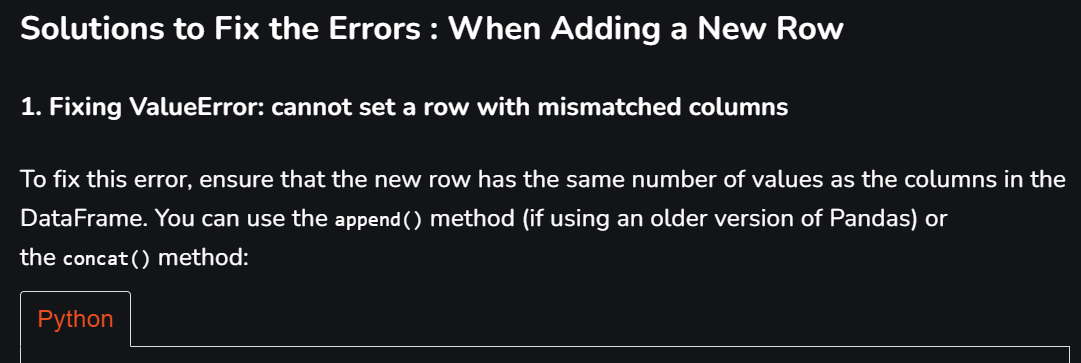 Solutions to Fix the Errors : When Adding a New Row
1. Fixing ValueError: cannot set a row with mismatched columns
To fix this error, ensure that the new row has the same number of values as the columns in the
DataFrame. You can use the append() method (if using an older version of Pandas) or
the concat() method:
Python